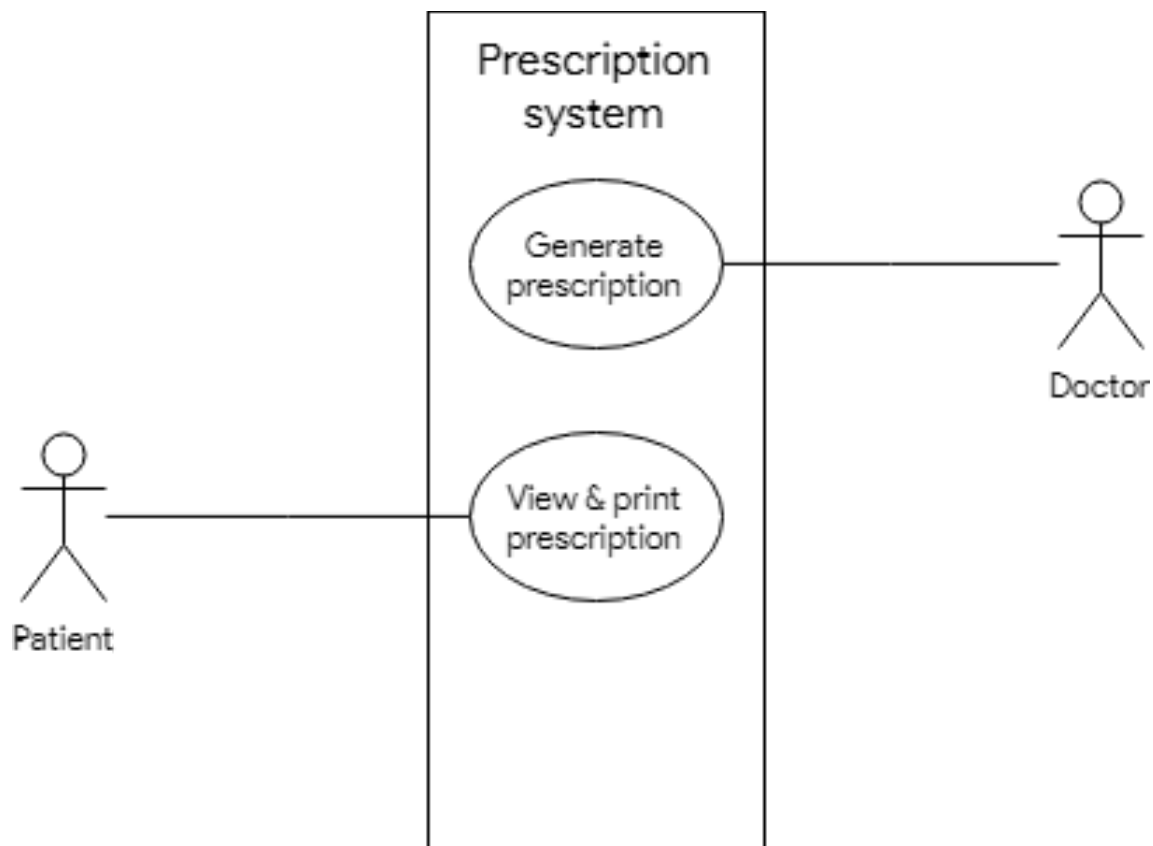 Prescription
system
Generate
prescription
Doctor
View & print
prescription
Patient